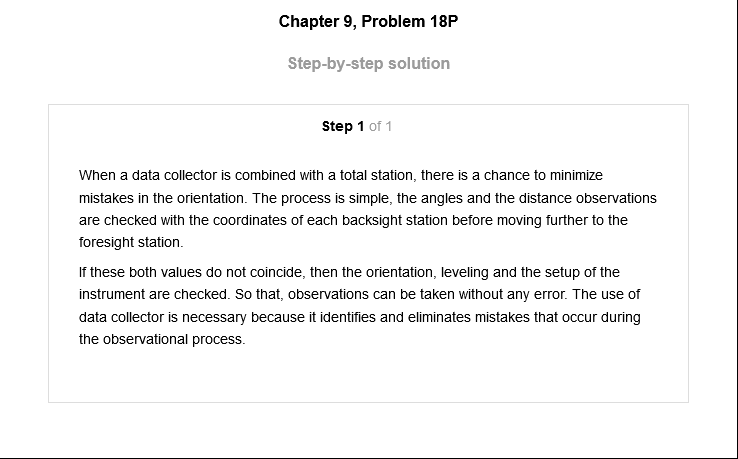 Chapter 9, Problem 18P
Step-by-step solution
Step 1 of 1
When a data collector is combined with a total station, there is a chance to minimize
mistakes in the orientation. The process is simple, the angles and the distance observations
are checked with the coordinates of each backsight station before moving further to the
foresight station.
If these both values do not coincide, then the orientation, leveling and the setup of the
instrument are checked. So that, observations can be taken without any error. The use of
data collector is necessary because it identifies and eliminates mistakes that occur during
the observational process.